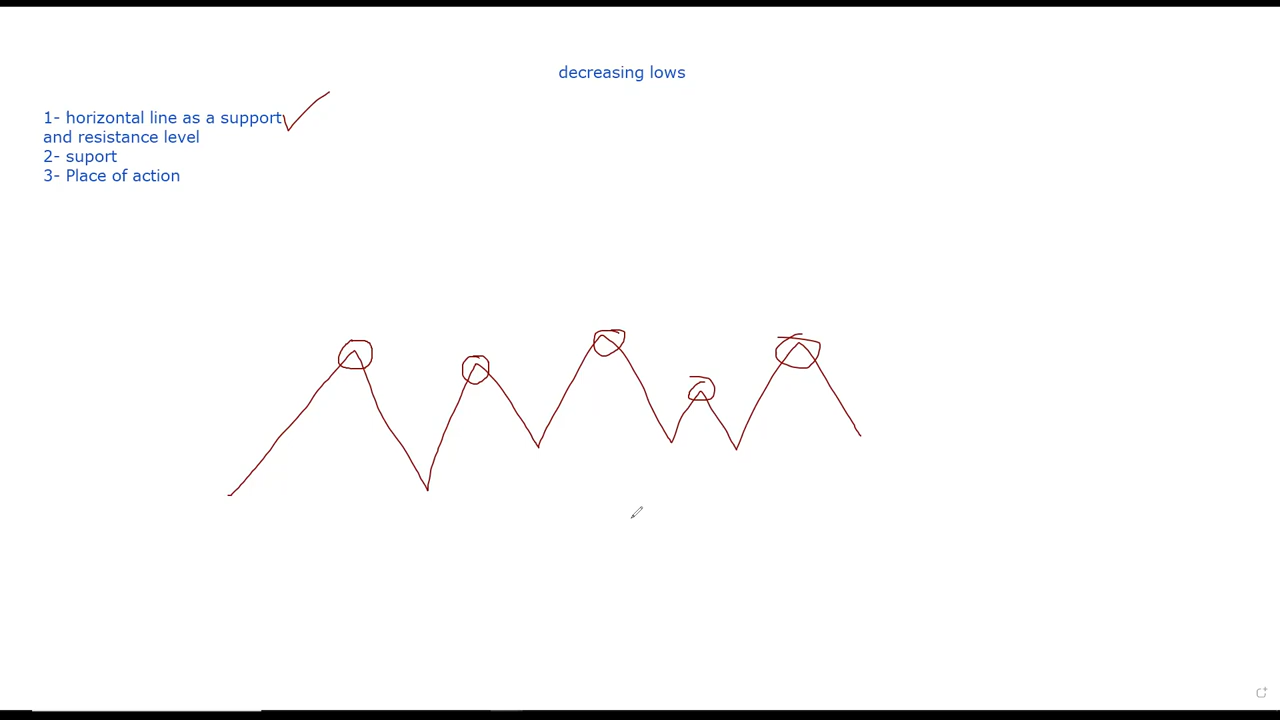 decreasing lows
1- horizontal line as a support
and resistance level
2- suport
3- Place of action